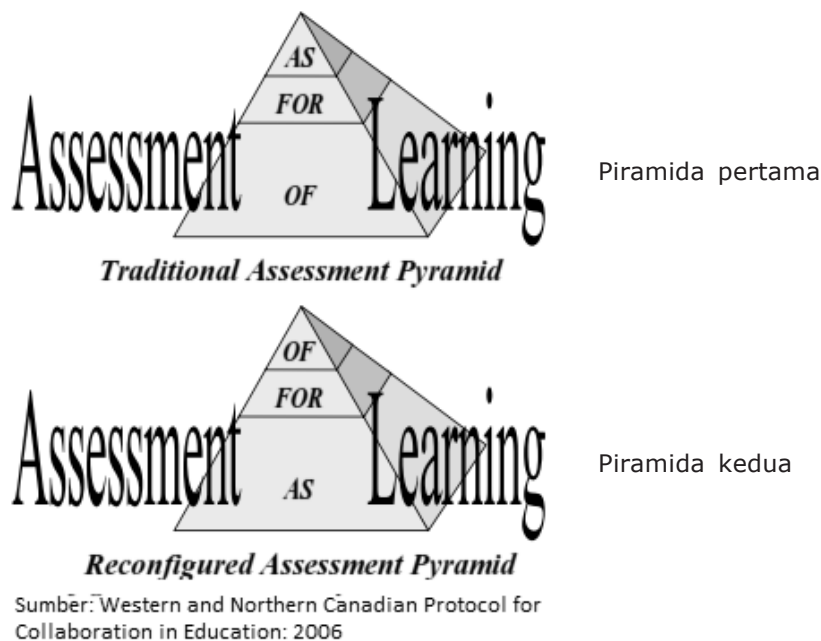 AS
FOR
Assessment OF Learning
Piramida pertama
Traditional Assessment Pyramid
OF
FOR
Assessment AS Learning
Piramida kedua
Reconfigured Assessment Pyramid
Sumber: Western and Northern Canadian Protocol for
Collaboration in Education: 2006